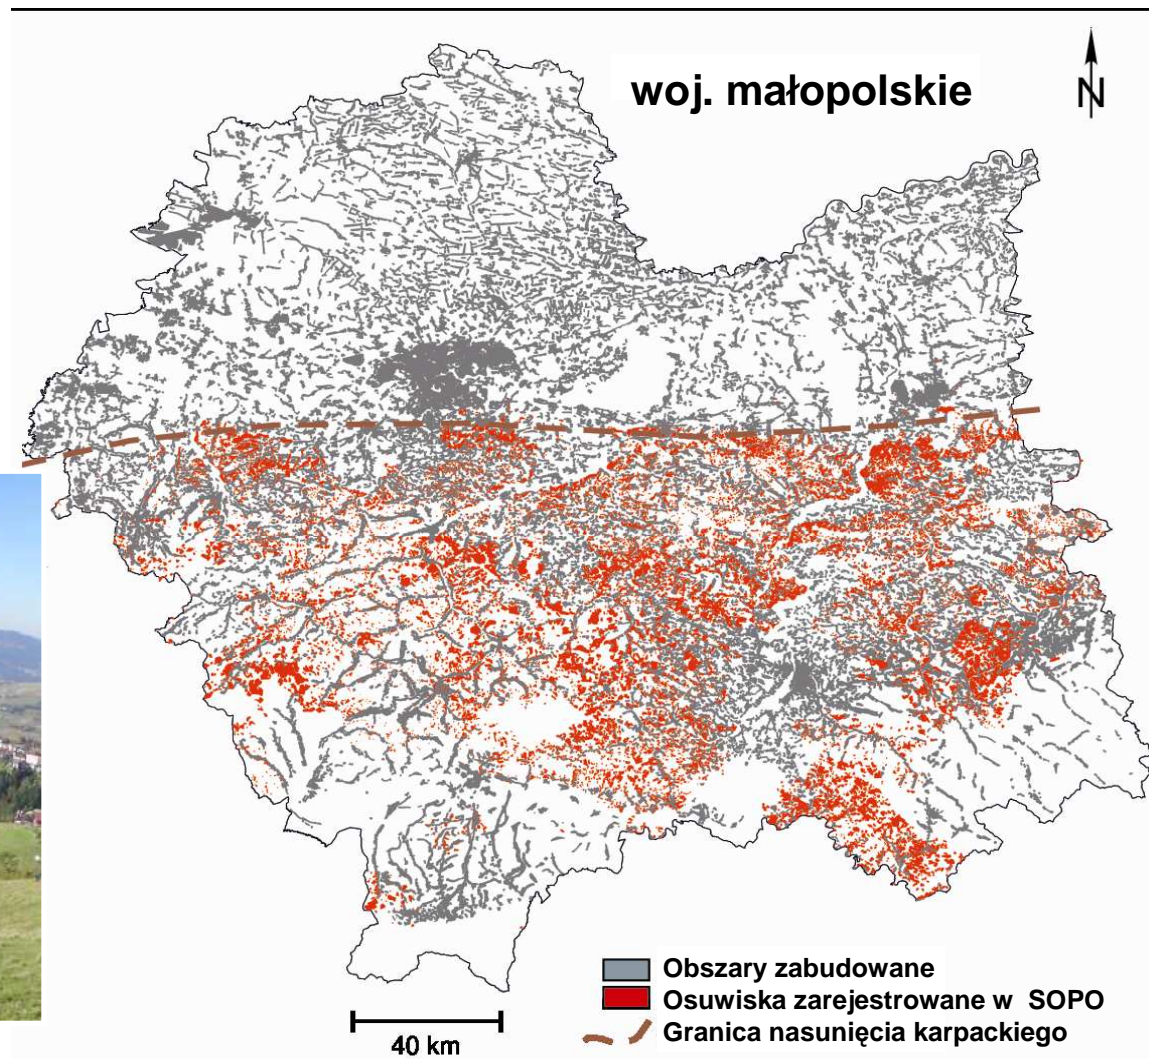 woj. małopolskie
N
Obszary zabudowane
Osuwiska zarejestrowane w SOPO
Granica nasunięcia karpackiego
40 km